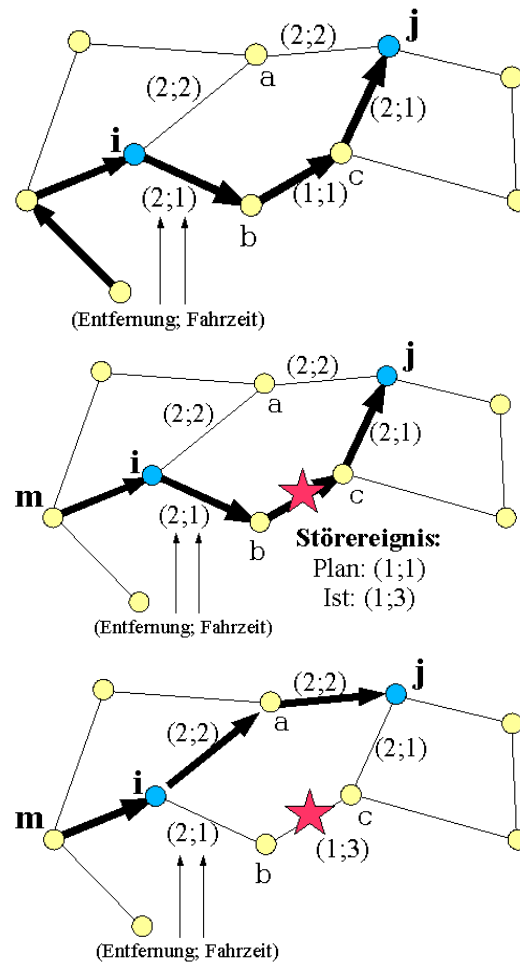 j
(2;2)
a
(2;2)
(2;1)
i
c
(2;1)
(1;1)
b
(Entfernung; Fahrzeit)
j
(2;2)
a
(2;2)
(2;1)
i
c
m
(2;1)
b
Störereignis:
Plan: (1;1)
Ist: (1;3)
(Entfernung; Fahrzeit)
j
(2;2)
a
(2;2)
(2;1)
i
c
m
(2;1)
(1;3)
b
(Entfernung; Fahrzeit)